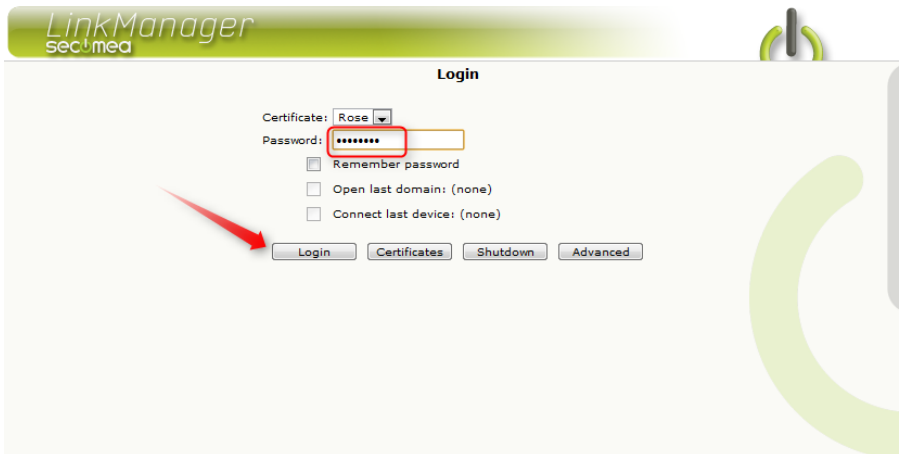 LinkManager
secomea
Login
Certificate: Rose
Password: ••••••••
Remember password
Open last domain: (none)
Connect last device: (none)
Login Certificates Shutdown Advanced